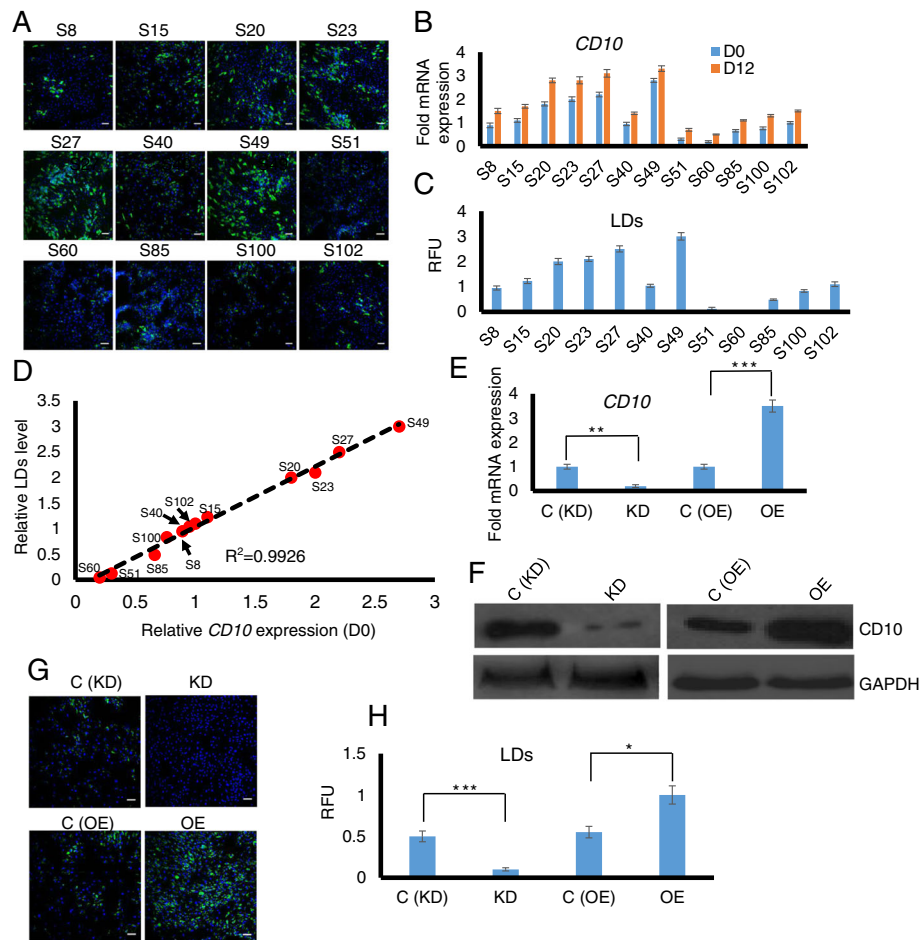 A
S8 S15 S20 S23
S27 S40 S49 S51
S60 S85 S100 S102
B
CD10
D0
D12
Fold mRNA
expression
4
3
2
1
0
S8 S15 S20 S23 S27 S40 S49 S51 S60 S85 S100 S102
C
LDs
RFU
4
3
2
1
0
S8 S15 S20 S23 S27 S40 S49 S51 S60 S85 S100 S102
D
Relative LDs level
3.5
3
2.5
2
1.5
1
0.5
0
S49
S27
S20
S23
S102
S15
S40
S100
S8
S85
S60
S51
R²=0.9926
0 0.5 1 1.5 2 2.5 3
Relative CD10 expression (D0)
E
CD10
Fold mRNA expression
4
3
2
1
0
**
***
C (KD) KD C (OE) OE
F
C (KD) KD C (OE) OE
CD10
GAPDH
G
C (KD) KD
C (OE) OE
H
LDs
RFU
1.5
1
0.5
0
***
*
C (KD) KD C (OE) OE